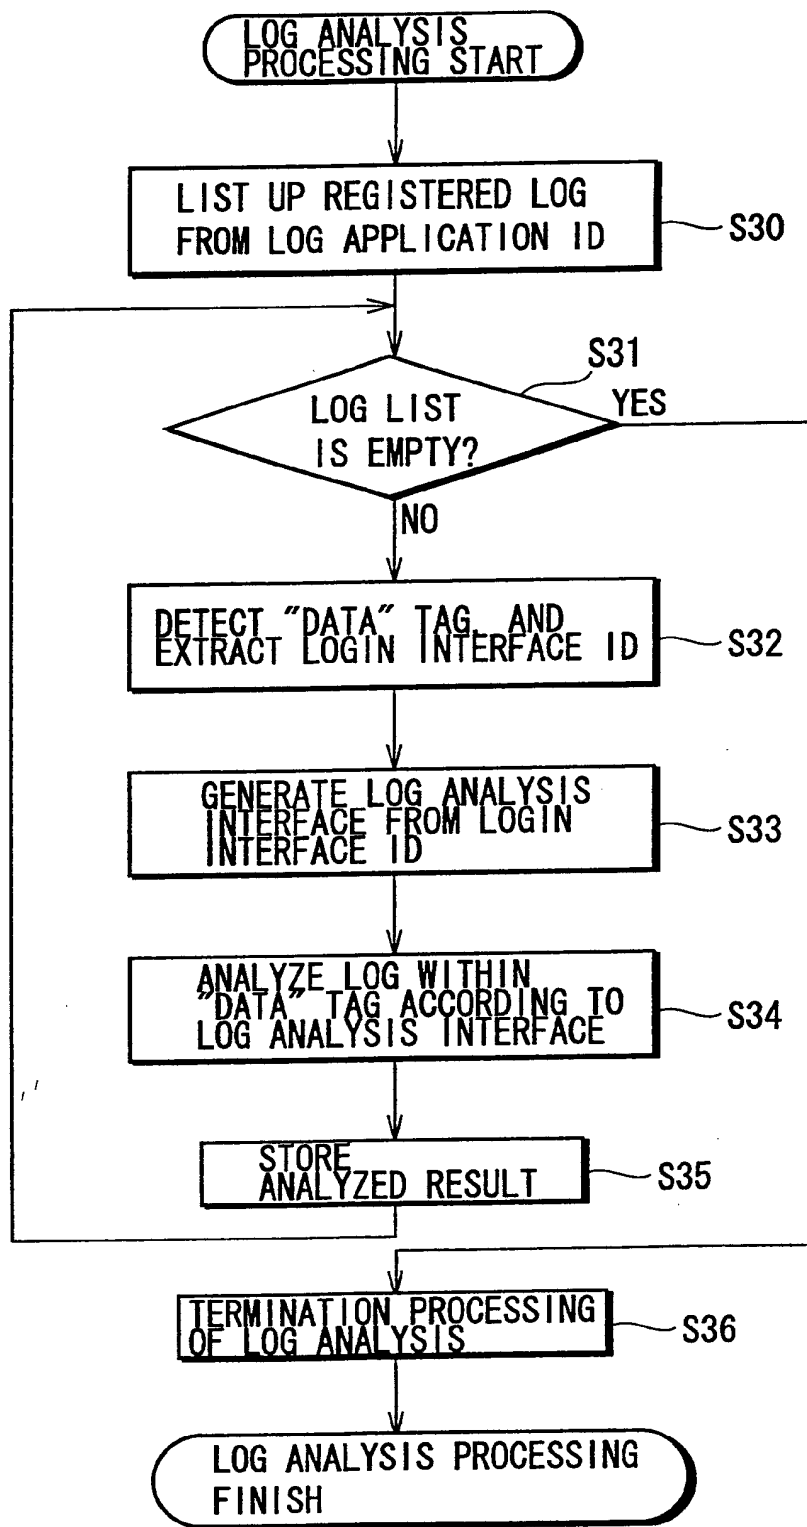 LOG ANALYSIS
PROCESSING START
LIST UP REGISTERED LOG
FROM LOG APPLICATION ID
S30
S31
LOG LIST
IS EMPTY?
YES
NO
DETECT "DATA" TAG, AND
EXTRACT LOGIN INTERFACE ID
S32
GENERATE LOG ANALYSIS
INTERFACE FROM LOGIN
INTERFACE ID
S33
ANALYZE LOG WITHIN
"DATA" TAG ACCORDING TO
LOG ANALYSIS INTERFACE
S34
STORE
ANALYZED RESULT
S35
TERMINATION PROCESSING
OF LOG ANALYSIS
S36
LOG ANALYSIS PROCESSING
FINISH